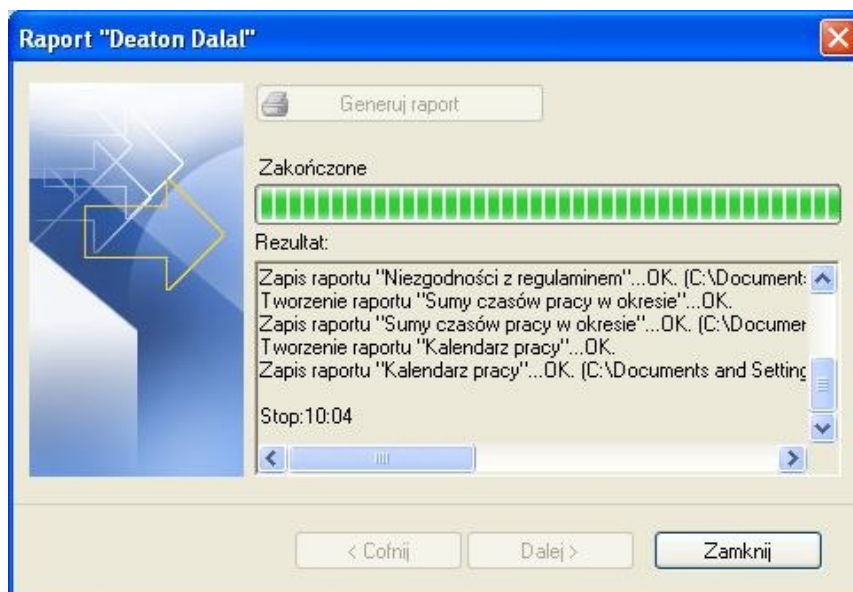 Raport "Deaton Dalal"
Generuj raport
Zakończone
Rezultat:
Zapis raportu "Niezgodności z regulaminem"...OK. (C:\Document:
Tworzenie raportu "Sumy czasów pracy w okresie"...OK.
Zapis raportu "Sumy czasów pracy w okresie"...OK. (C:\Documer
Tworzenie raportu "Kalendarz pracy"...OK.
Zapis raportu "Kalendarz pracy"...OK. (C:\Documents and Setting
Stop:10:04
< Cofnij
Dalej >
Zamknij